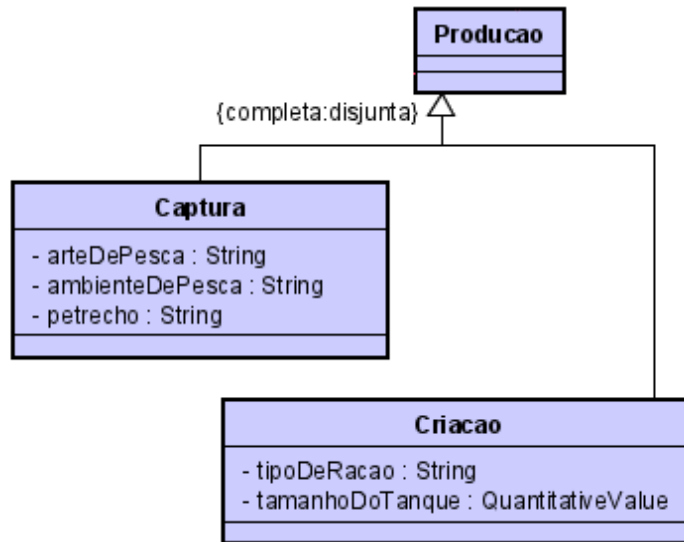 Producao
{completa:disjunta}
Captura
- arteDePesca : String
- ambienteDePesca : String
- petrecho : String
Criacao
- tipoDeRacao : String
- tamanhoDoTanque : QuantitativeValue